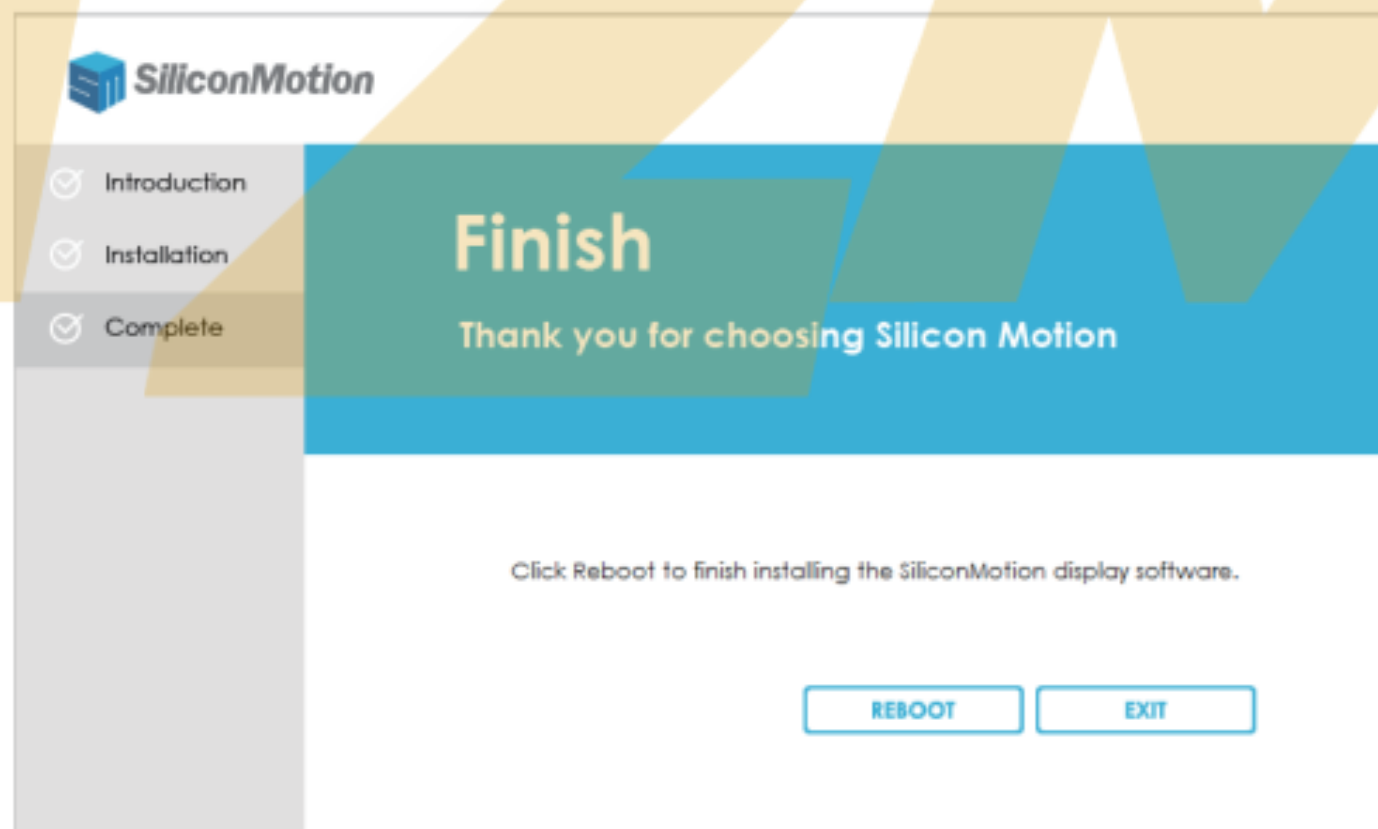 SiliconMotion
Introduction
Installation
Complete
Finish
Thank you for choosing Silicon Motion
Click Reboot to finish installing the SiliconMotion display software.
REBOOT
EXIT